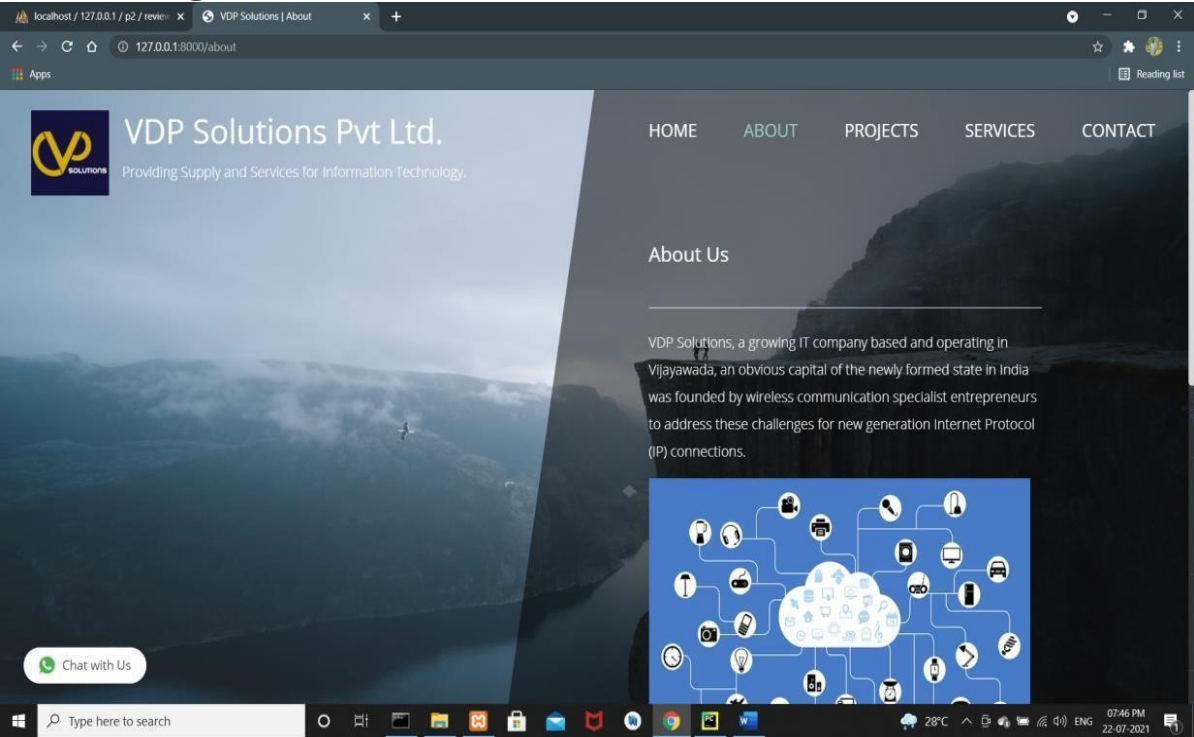 localhost / 127.0.0.1 / p2 / review
VDP Solutions | About
127.0.0.1:8000/about
Apps
Reading list
SOLUTIONS
VDP Solutions Pvt Ltd.
Providing Supply and Services for Information Technology.
HOME ABOUT PROJECTS SERVICES CONTACT
About Us
VDP Solutions, a growing IT company based and operating in
Vijayawada, an obvious capital of the newly formed state in India
was founded by wireless communication specialist entrepreneurs
to address these challenges for new generation Internet Protocol
(IP) connections.
Chat with Us
Type here to search
28°C
ENG
07:46 PM
22-07-2021